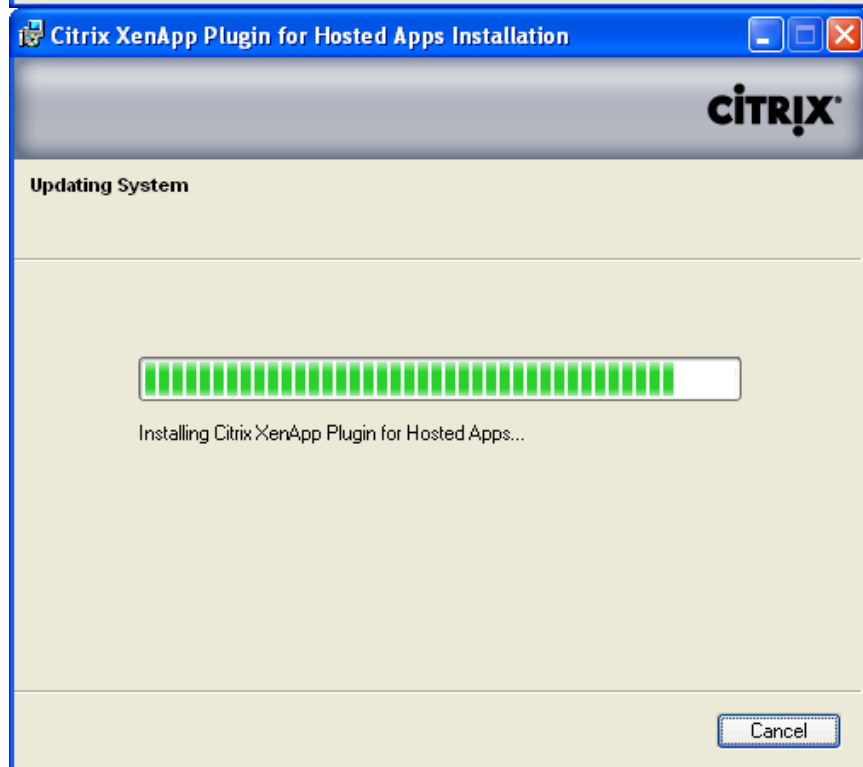 Citrix XenApp Plugin for Hosted Apps Installation
CITRIX
Updating System
Installing Citrix XenApp Plugin for Hosted Apps...
Cancel